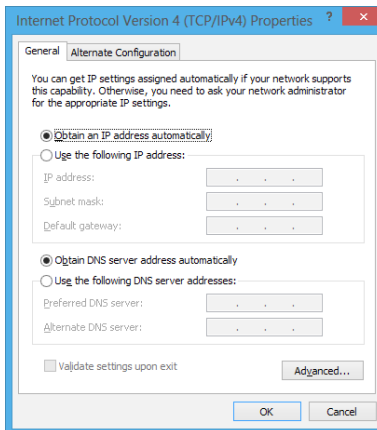 Internet Protocol Version 4 (TCP/IPv4) Properties ? ×
General Alternate Configuration
You can get IP settings assigned automatically if your network supports
this capability. Otherwise, you need to ask your network administrator
for the appropriate IP settings.
Obtain an IP address automatically
Use the following IP address:
IP address:
Subnet mask:
Default gateway:
Obtain DNS server address automatically
Use the following DNS server addresses:
Preferred DNS server:
Alternate DNS server:
Validate settings upon exit
Advanced...
OK Cancel